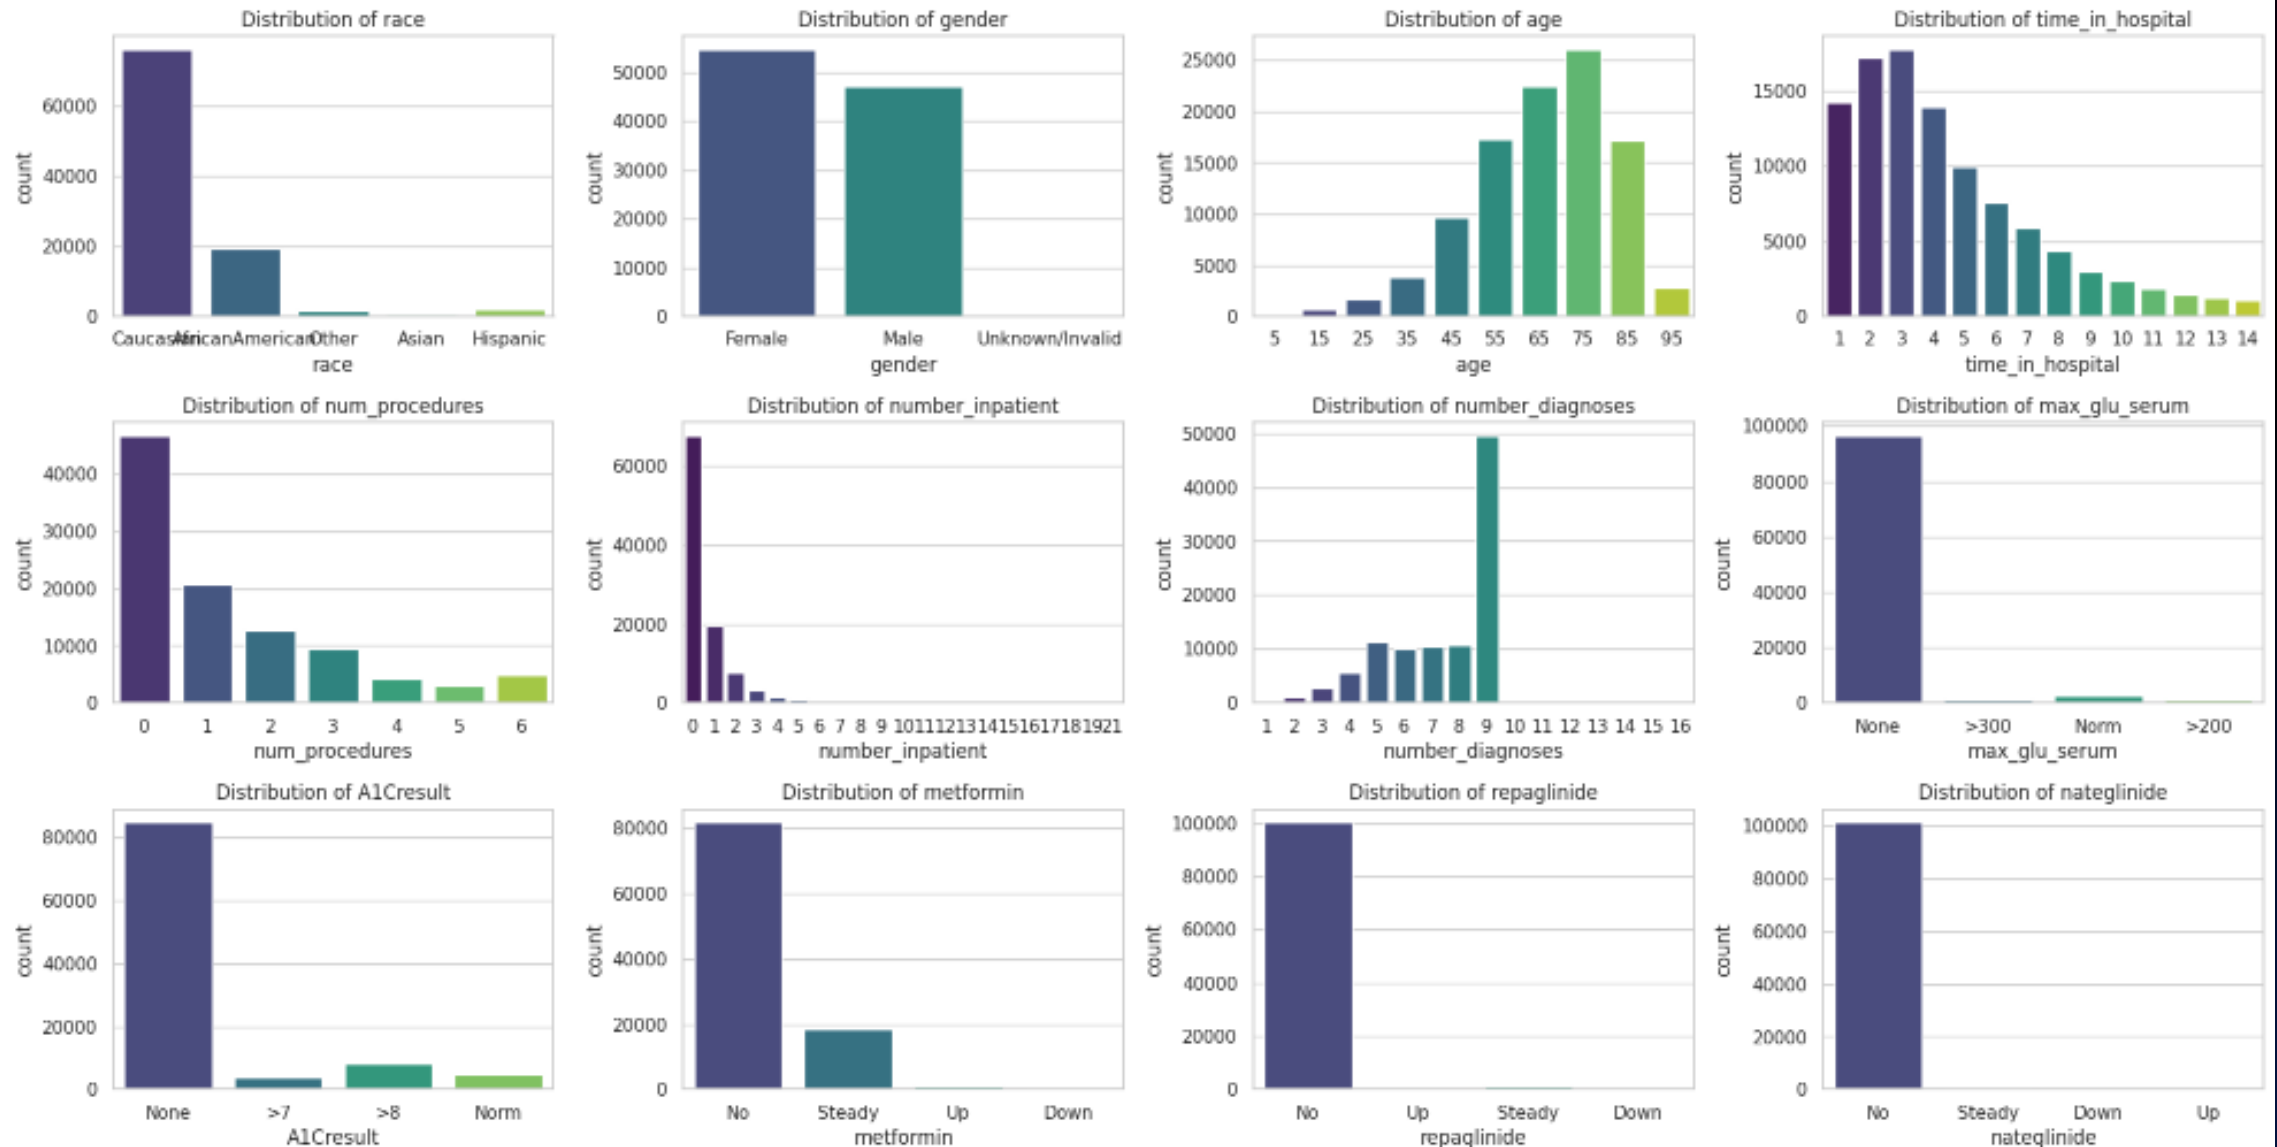 Distribution of race
60000
40000
20000
0
count
Caucasian AfricanAmerican Other Asian Hispanic
race
Distribution of gender
50000
40000
30000
20000
10000
0
count
Female Male Unknown/Invalid
gender
Distribution of age
25000
20000
15000
10000
5000
0
count
5 15 25 35 45 55 65 75 85 95
age
Distribution of time_in_hospital
15000
10000
5000
0
count
1 2 3 4 5 6 7 8 9 10 11 12 13 14
time_in_hospital
Distribution of num_procedures
40000
30000
20000
10000
0
count
0 1 2 3 4 5 6
num_procedures
Distribution of number_inpatient
60000
40000
20000
0
count
0 1 2 3 4 5 6 7 8 9 10 11 12 13 14 15 16 17 18 19 21
number_inpatient
Distribution of number_diagnoses
50000
40000
30000
20000
10000
0
count
1 2 3 4 5 6 7 8 9 10 11 12 13 14 15 16
number_diagnoses
Distribution of max_glu_serum
100000
80000
60000
40000
20000
0
count
None >300 Norm >200
max_glu_serum
Distribution of A1Cresult
80000
60000
40000
20000
0
count
None >7 >8 Norm
A1Cresult
Distribution of metformin
80000
60000
40000
20000
0
count
No Steady Up Down
metformin
Distribution of repaglinide
100000
80000
60000
40000
20000
0
count
No Up Steady Down
repaglinide
Distribution of nateglinide
100000
80000
60000
40000
20000
0
count
No Steady Down Up
nateglinide